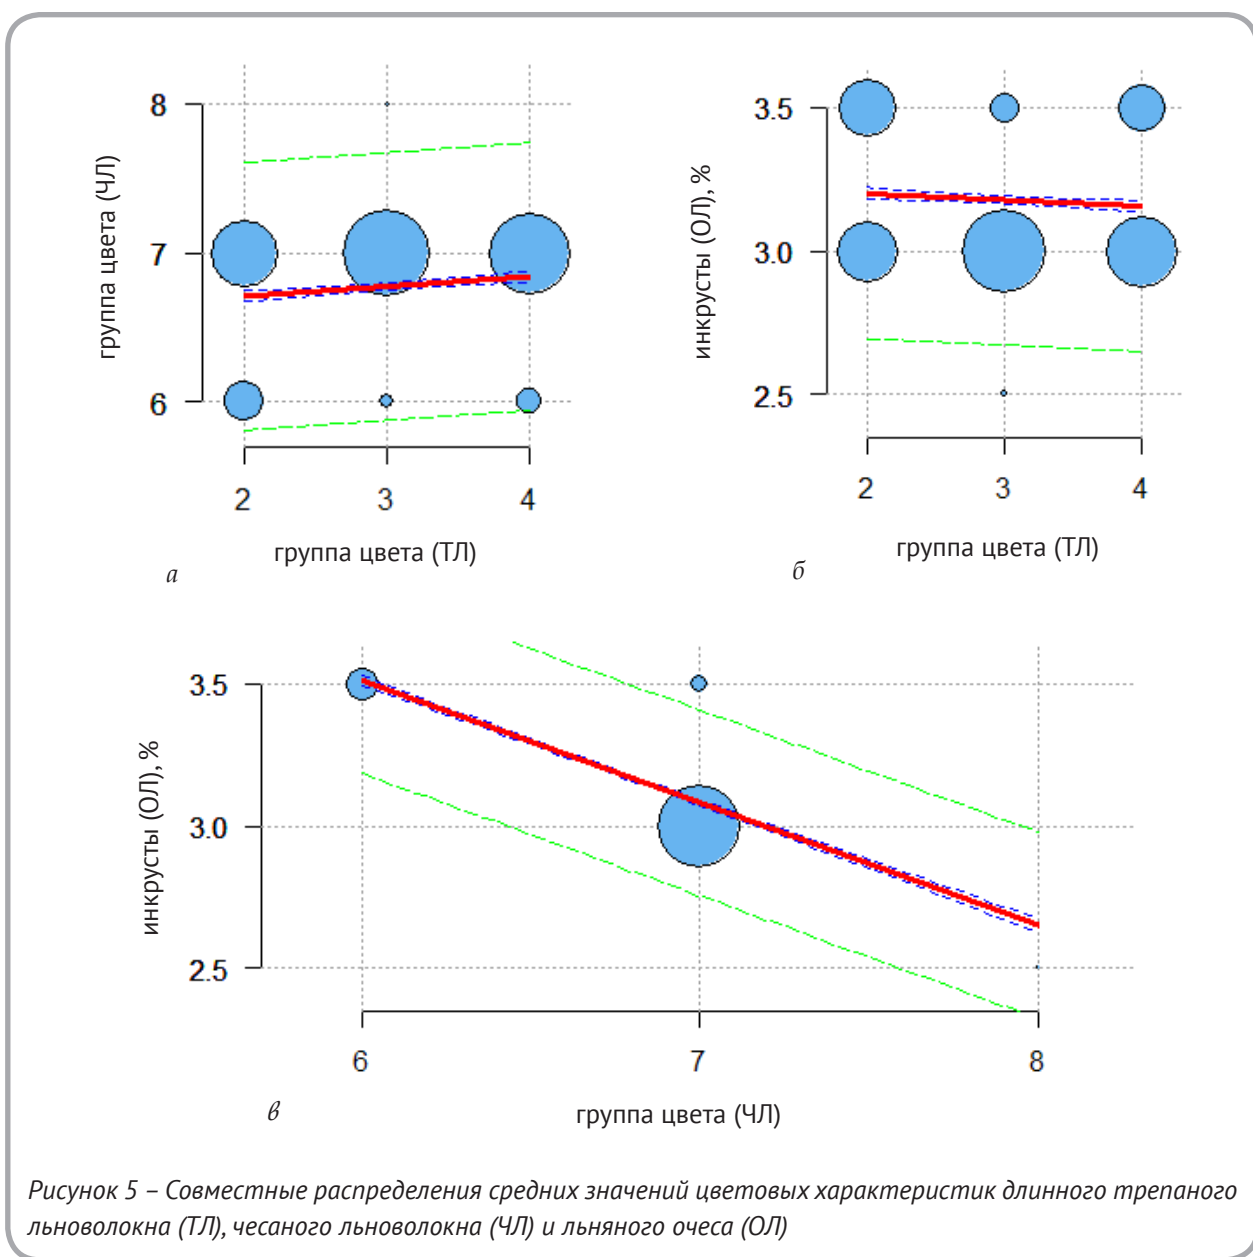 8
7
6
группа цвета (ЧЛ)
2 3 4
группа цвета (ТЛ)
а
3.5
3.0
2.5
инкрусты (ОЛ), %
2 3 4
группа цвета (ТЛ)
б
3.5
3.0
2.5
инкрусты (ОЛ), %
6 7 8
группа цвета (ЧЛ)
в
Рисунок 5 – Совместные распределения средних значений цветовых характеристик длинного трепаного
льноволокна (ТЛ), чесаного льноволокна (ЧЛ) и льняного очеса (ОЛ)